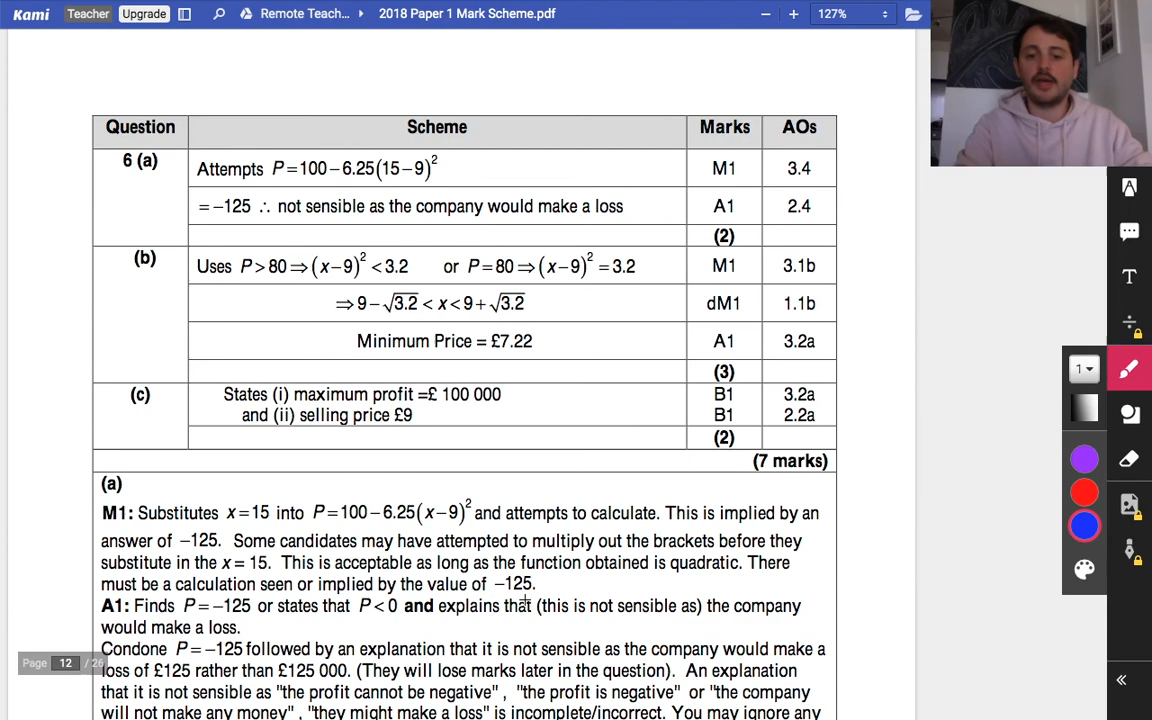 Kami Teacher Upgrade Remote Teach... 2018 Paper 1 Mark Scheme.pdf − + 127%
Question Scheme Marks AOs
6 (a) Attempts P=100−6.25(15−9)² M1 3.4
=−125 ∴ not sensible as the company would make a loss A1 2.4
(2)
(b) Uses P>80⇒(x−9)²<3.2 or P=80⇒(x−9)²=3.2 M1 3.1b
⇒9−√3.2<x<9+√3.2 dM1 1.1b
Minimum Price = £7.22 A1 3.2a
(3)
(c) States (i) maximum profit =£ 100 000 B1 3.2a
and (ii) selling price £9 B1 2.2a
(2)
(7 marks)
(a)
M1: Substitutes x=15 into P=100−6.25(x−9)² and attempts to calculate. This is implied by an
answer of −125. Some candidates may have attempted to multiply out the brackets before they
substitute in the x = 15. This is acceptable as long as the function obtained is quadratic. There
must be a calculation seen or implied by the value of −125.
A1: Finds P=−125 or states that P<0 and explains that (this is not sensible as) the company
would make a loss.
Condone P=−125 followed by an explanation that it is not sensible as the company would make a
loss of £125 rather than £125 000. (They will lose marks later in the question). An explanation
that it is not sensible as "the profit cannot be negative", "the profit is negative" or "the company
will not make any money", "they might make a loss" is incomplete/incorrect. You may ignore any
Page 12 / 26
A
T
1